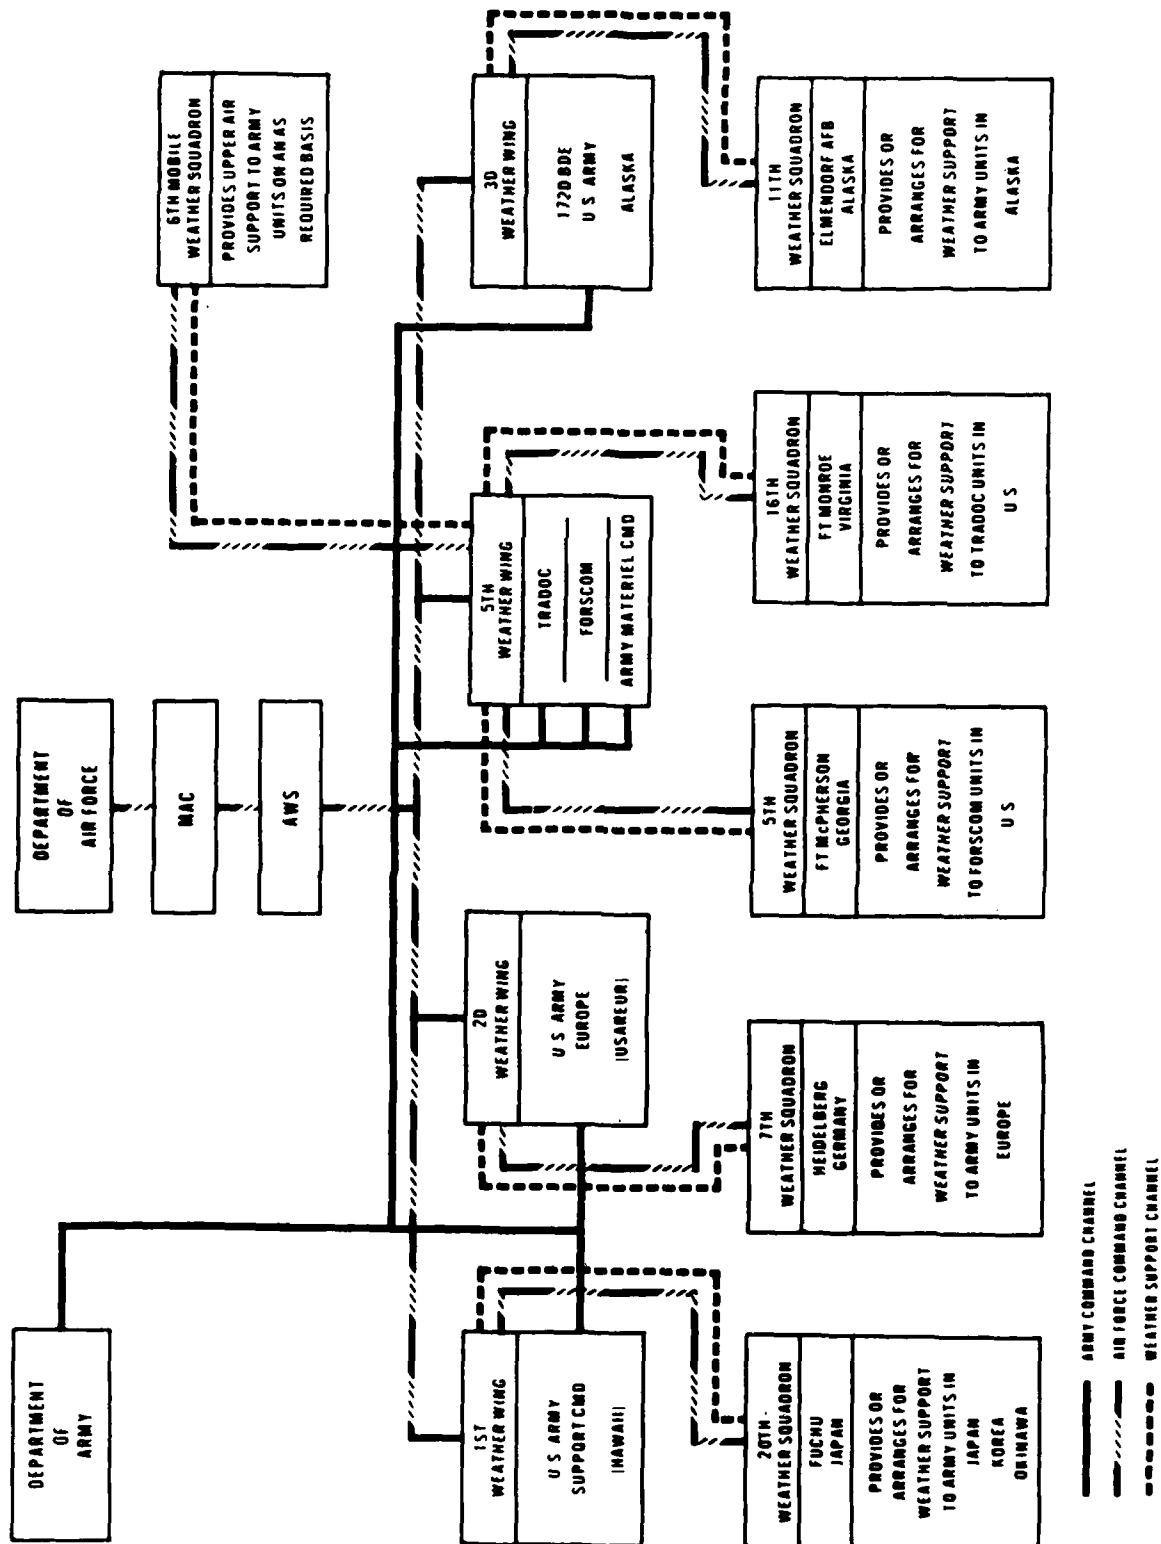 DEPARTMENT
OF
ARMY
DEPARTMENT
OF
AIR FORCE
MAC
AWS
6TH MOBILE
WEATHER SQUADRON
PROVIDES UPPER AIR
SUPPORT TO ARMY
UNITS ON AN AS
REQUIRED BASIS
1ST
WEATHER WING
U S ARMY
SUPPORT CMD
(HAWAII)
2D
WEATHER WING
U S ARMY
EUROPE
(USAREUR)
5TH
WEATHER WING
TRADOC
FORSCOM
ARMY MATERIEL CMD
3D
WEATHER WING
172D BDE
U S ARMY
ALASKA
20TH-
WEATHER SQUADRON
FUCHU
JAPAN
PROVIDES OR
ARRANGES FOR
WEATHER SUPPORT
TO ARMY UNITS IN
JAPAN
KOREA
OKINAWA
7TH
WEATHER SQUADRON
HEIDELBERG
GERMANY
PROVIDES OR
ARRANGES FOR
WEATHER SUPPORT
TO ARMY UNITS IN
EUROPE
5TH
WEATHER SQUADRON
FT McPHERSON
GEORGIA
PROVIDES OR
ARRANGES FOR
WEATHER SUPPORT
TO FORSCOM UNITS IN
U S
16TH
WEATHER SQUADRON
FT MONROE
VIRGINIA
PROVIDES OR
ARRANGES FOR
WEATHER SUPPORT
TO TRADOC UNITS IN
U S
11TH
WEATHER SQUADRON
ELMENDORF AFB
ALASKA
PROVIDES OR
ARRANGES FOR
WEATHER SUPPORT
TO ARMY UNITS IN
ALASKA
ARMY COMMAND CHANNEL
AIR FORCE COMMAND CHANNEL
WEATHER SUPPORT CHANNEL